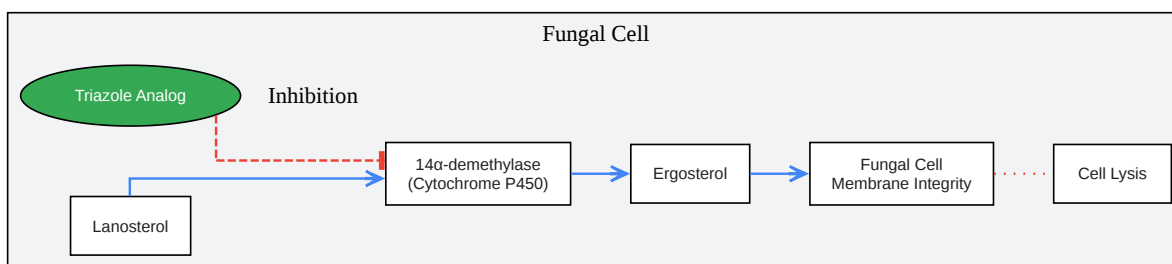 Fungal Cell
Triazole Analog
Inhibition
14α-demethylase
(Cytochrome P450)
Ergosterol
Fungal Cell
Membrane Integrity
Cell Lysis
Lanosterol